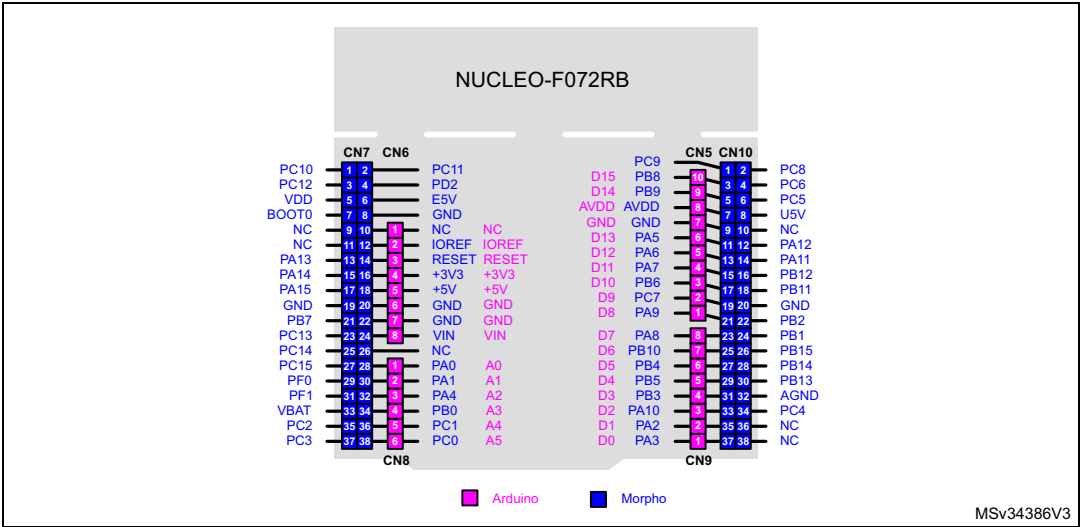 NUCLEO-F072RB
CN7 CN6 CN5 CN10
PC9
PC10 1 2 PC11 1 2 PC8
PC12 3 4 PD2 D15 PB8 10 3 4 PC6
VDD 5 6 E5V D14 PB9 9 5 6 PC5
BOOT0 7 8 GND AVDD AVDD 8 7 8 U5V
NC 9 10 1 NC NC GND GND 7 9 10 NC
NC 11 12 2 IOREF IOREF D13 PA5 6 11 12 PA12
PA13 13 14 3 RESET RESET D12 PA6 5 13 14 PA11
PA14 15 16 4 +3V3 +3V3 D11 PA7 4 15 16 PB12
PA15 17 18 5 +5V +5V D10 PB6 3 17 18 PB11
GND 19 20 6 GND GND D9 PC7 2 19 20 GND
PB7 21 22 7 GND GND D8 PA9 1 21 22 PB2
PC13 23 24 8 VIN VIN D7 PA8 8 23 24 PB1
PC14 25 26 NC D6 PB10 7 25 26 PB15
PC15 27 28 1 PA0 A0 D5 PB4 6 27 28 PB14
PF0 29 30 2 PA1 A1 D4 PB5 5 29 30 PB13
PF1 31 32 3 PA4 A2 D3 PB3 4 31 32 AGND
VBAT 33 34 4 PB0 A3 D2 PA10 3 33 34 PC4
PC2 35 36 5 PC1 A4 D1 PA2 2 35 36 NC
PC3 37 38 6 PC0 A5 D0 PA3 1 37 38 NC
CN8 CN9
Arduino Morpho
MSv34386V3